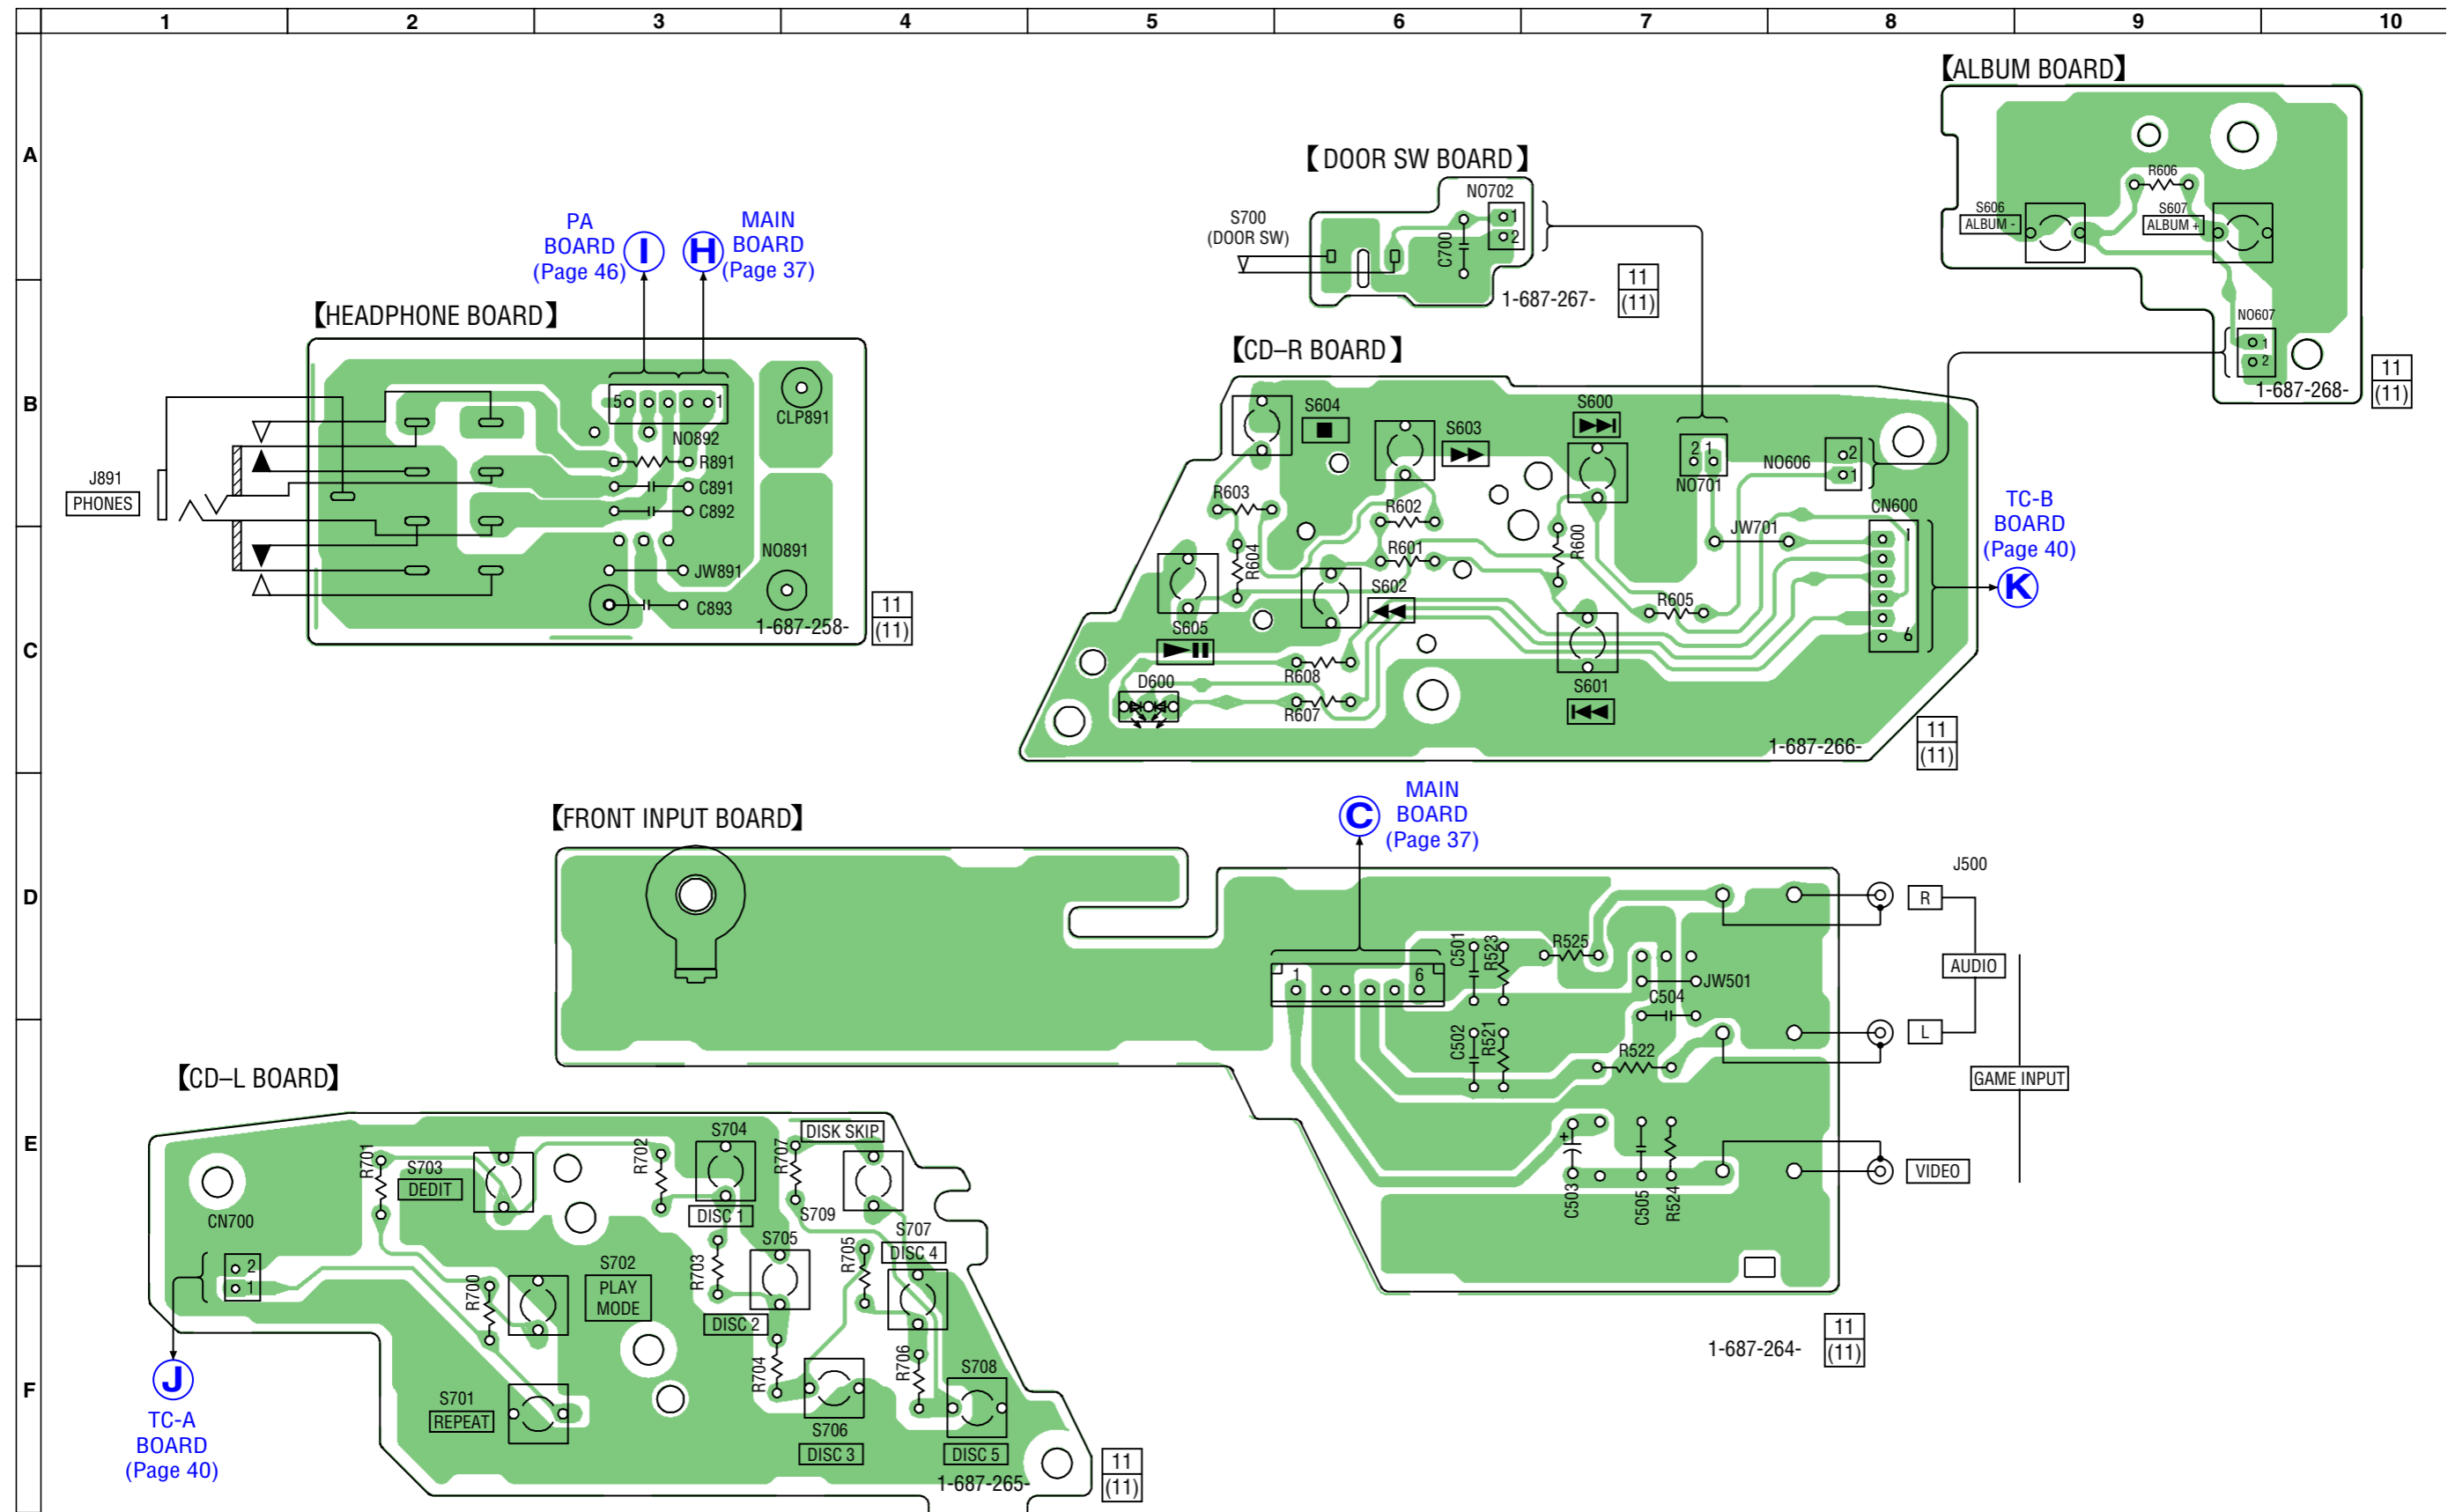 1 2 3 4 5 6 7 8 9 10
A
B
C
D
E
F
【ALBUM BOARD】
R606
S606
ALBUM -
S607
ALBUM +
NO607
1
2
1-687-268-
11
(11)
【DOOR SW BOARD】
NO702
S700
(DOOR SW)
C700
1
2
1-687-267-
11
(11)
PA
BOARD
(Page 46)
I
H
MAIN
BOARD
(Page 37)
【HEADPHONE BOARD】
5
1
CLP891
NO892
R891
C891
C892
J891
PHONES
NO891
JW891
C893
1-687-258-
11
(11)
【CD–R BOARD】
S604
■
S603
▶▶
S600
▶▶|
2 1
NO701
NO606
2
1
R603
R602
CN600
1
6
JW701
R604
R601
R600
S602
◀◀
R605
S605
▶❚❚
R608
D600
R607
S601
|◀◀
1-687-266-
11
(11)
TC-B
BOARD
(Page 40)
K
【FRONT INPUT BOARD】
C
MAIN
BOARD
(Page 37)
J500
R
AUDIO
L
GAME INPUT
VIDEO
1
6
C501
R523
R525
JW501
C504
C502
R521
R522
+
C503
C505
R524
1-687-264-
11
(11)
【CD–L BOARD】
DISK SKIP
S704
R701
S703
DEDIT
R702
R707
DISC 1
S709
CN700
2
1
S707
DISC 4
S705
R705
R703
S702
PLAY
MODE
R700
DISC 2
R704
R706
S708
S701
REPEAT
S706
DISC 3
DISC 5
1-687-265-
11
(11)
J
TC-A
BOARD
(Page 40)